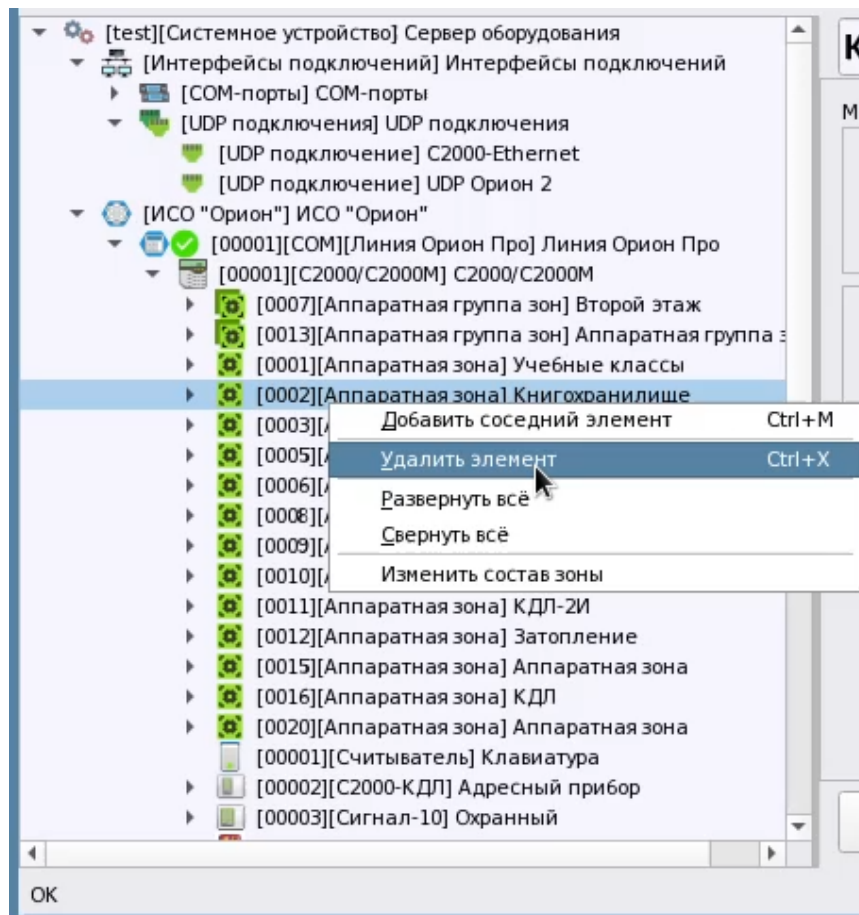 [test][Системное устройство] Сервер оборудования
[Интерфейсы подключений] Интерфейсы подключений
[COM-порты] COM-порты
[UDP подключения] UDP подключения
[UDP подключение] C2000-Ethernet
[UDP подключение] UDP Орион 2
[ИСО "Орион"] ИСО "Орион"
[00001][COM][Линия Орион Про] Линия Орион Про
[00001][С2000/С2000М] С2000/С2000М
[0007][Аппаратная группа зон] Второй этаж
[0013][Аппаратная группа зон] Аппаратная группа
[0001][Аппаратная зона] Учебные классы
[0002][Аппаратная зона] Книгохранилище
[0003][
Добавить соседний элемент Ctrl+M
[0005][
Удалить элемент Ctrl+X
[0006][
Развернуть всё
[0008][
Свернуть всё
[0009][
[0010][
Изменить состав зоны
[0011][Аппаратная зона] КДЛ-2И
[0012][Аппаратная зона] Затопление
[0015][Аппаратная зона] Аппаратная зона
[0016][Аппаратная зона] КДЛ
[0020][Аппаратная зона] Аппаратная зона
[00001][Считыватель] Клавиатура
[00002][С2000-КДЛ] Адресный прибор
[00003][Сигнал-10] Охранный
OK